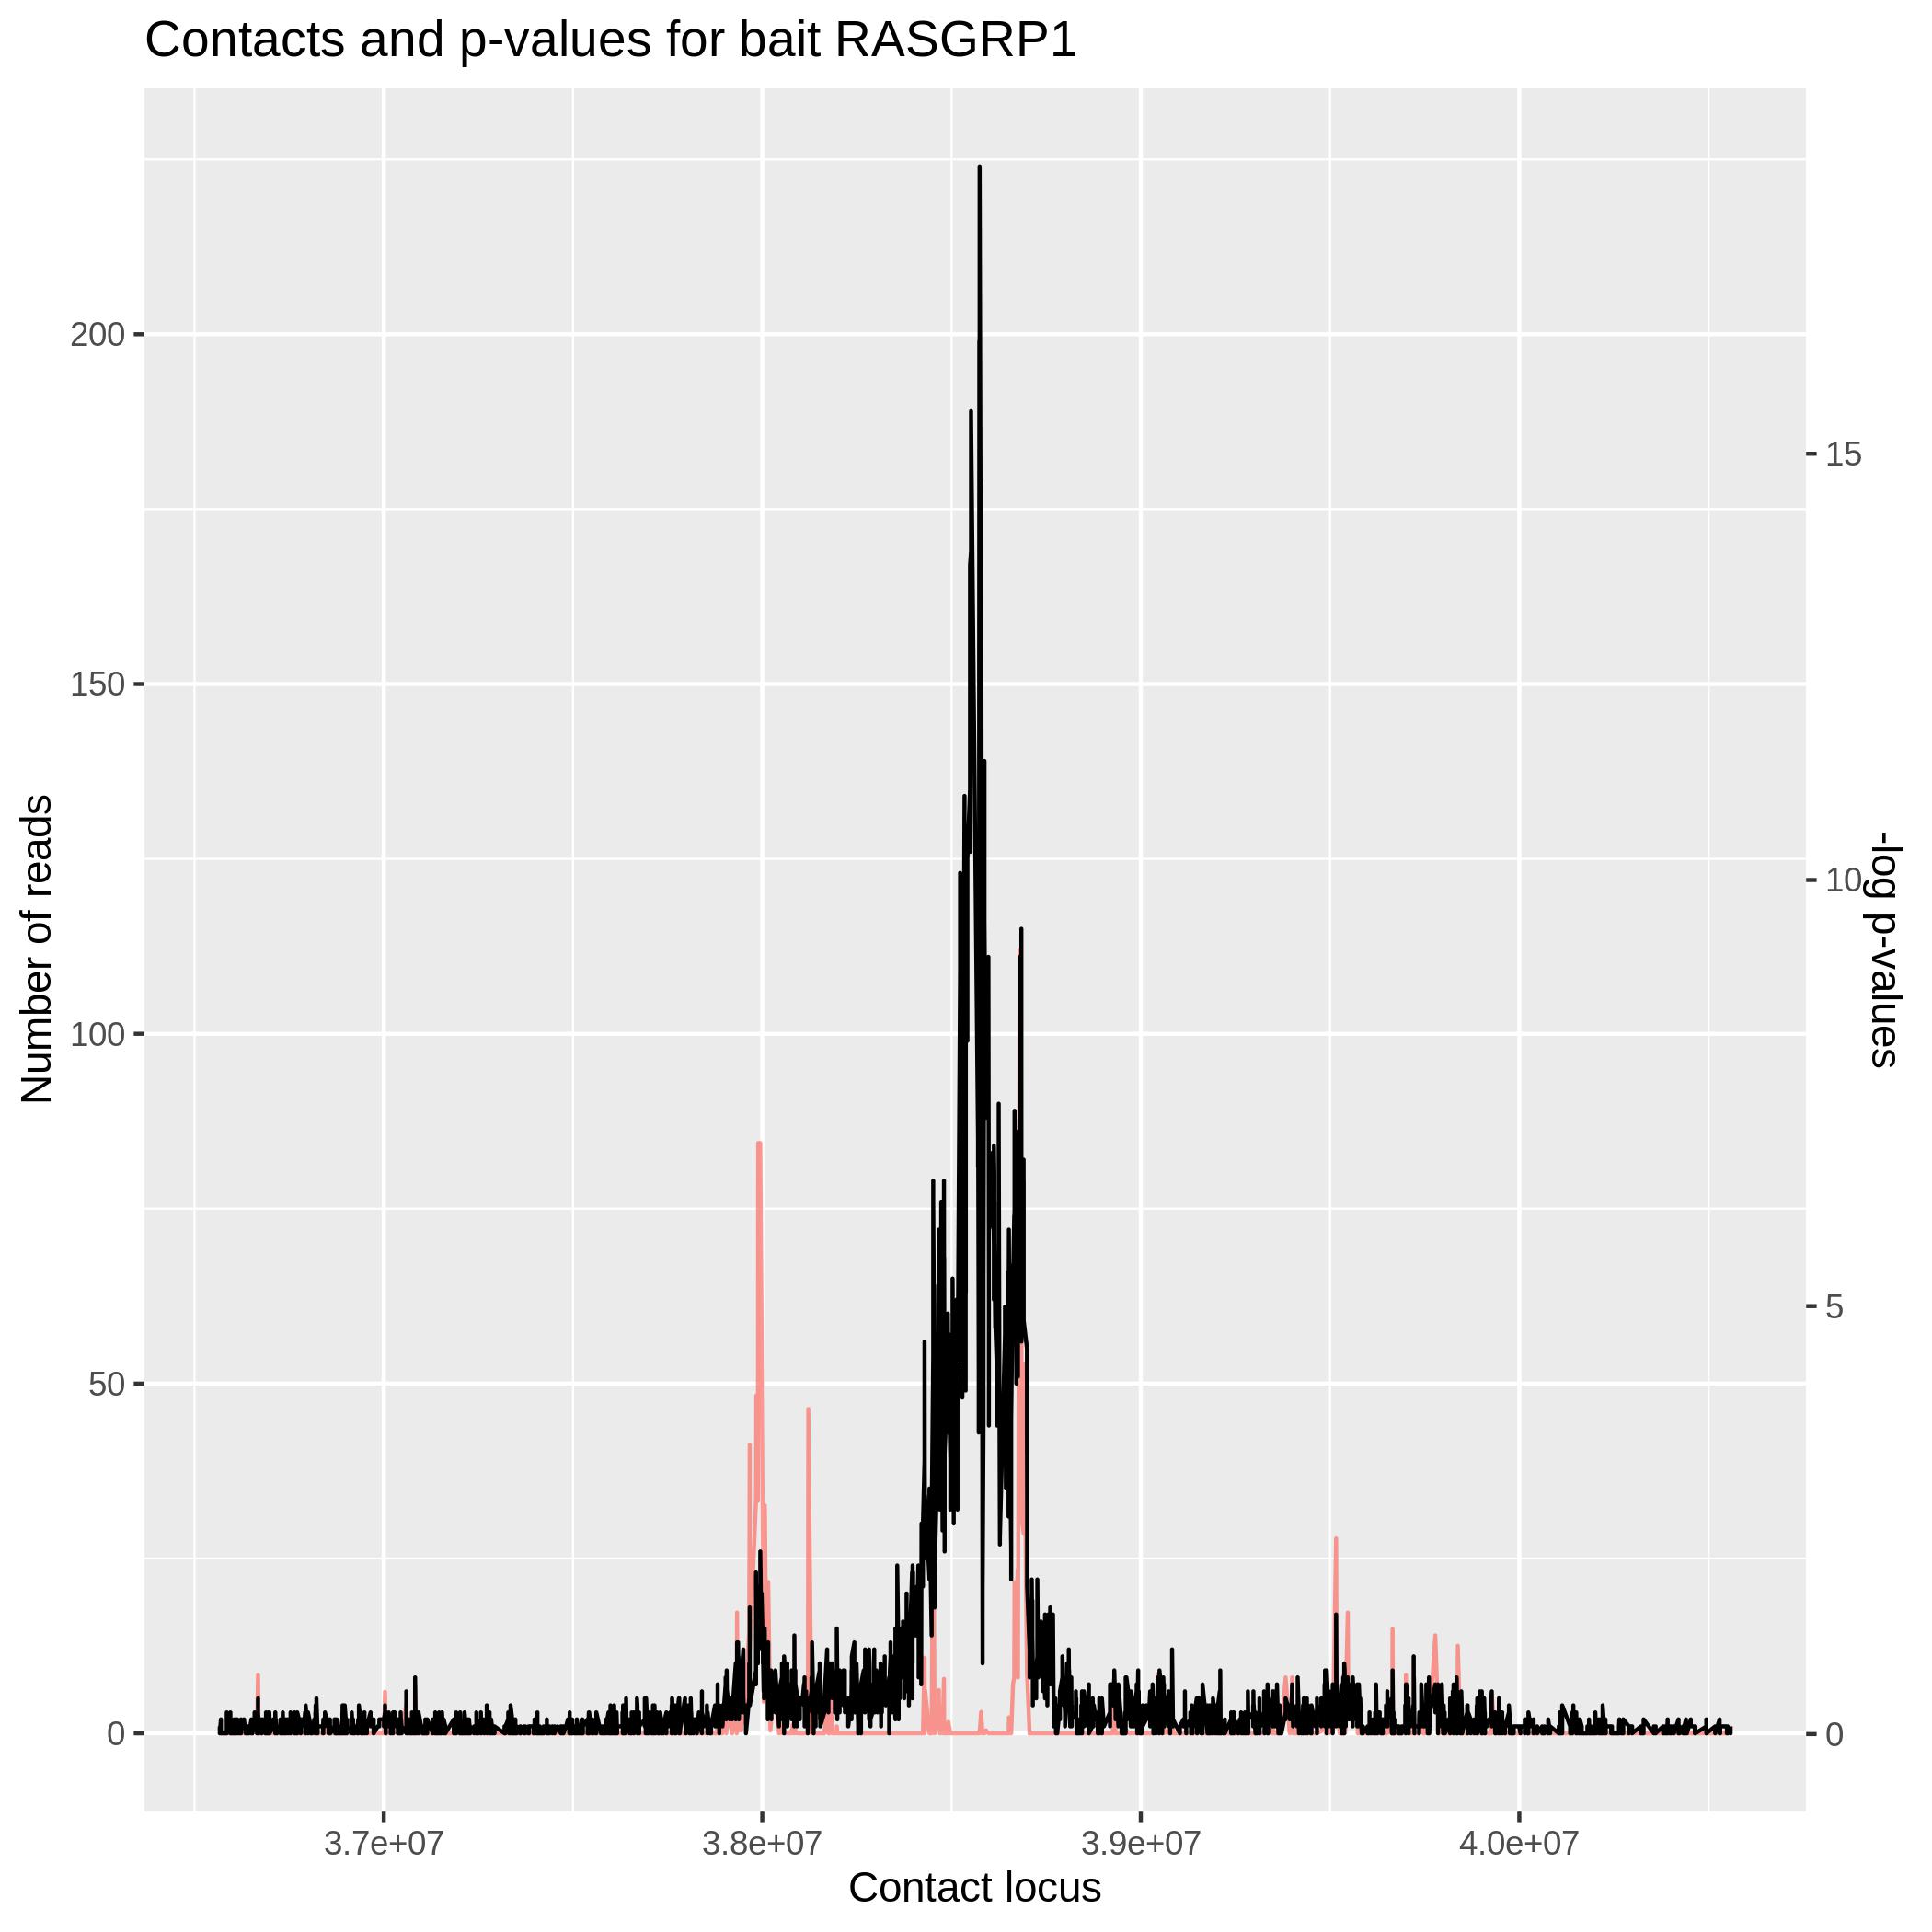 Contacts and p-values for bait RASGRP1
Number of reads
200
150
100
50
0
15
10
5
0
-log p-values
3.7e+07
3.8e+07
3.9e+07
4.0e+07
Contact locus